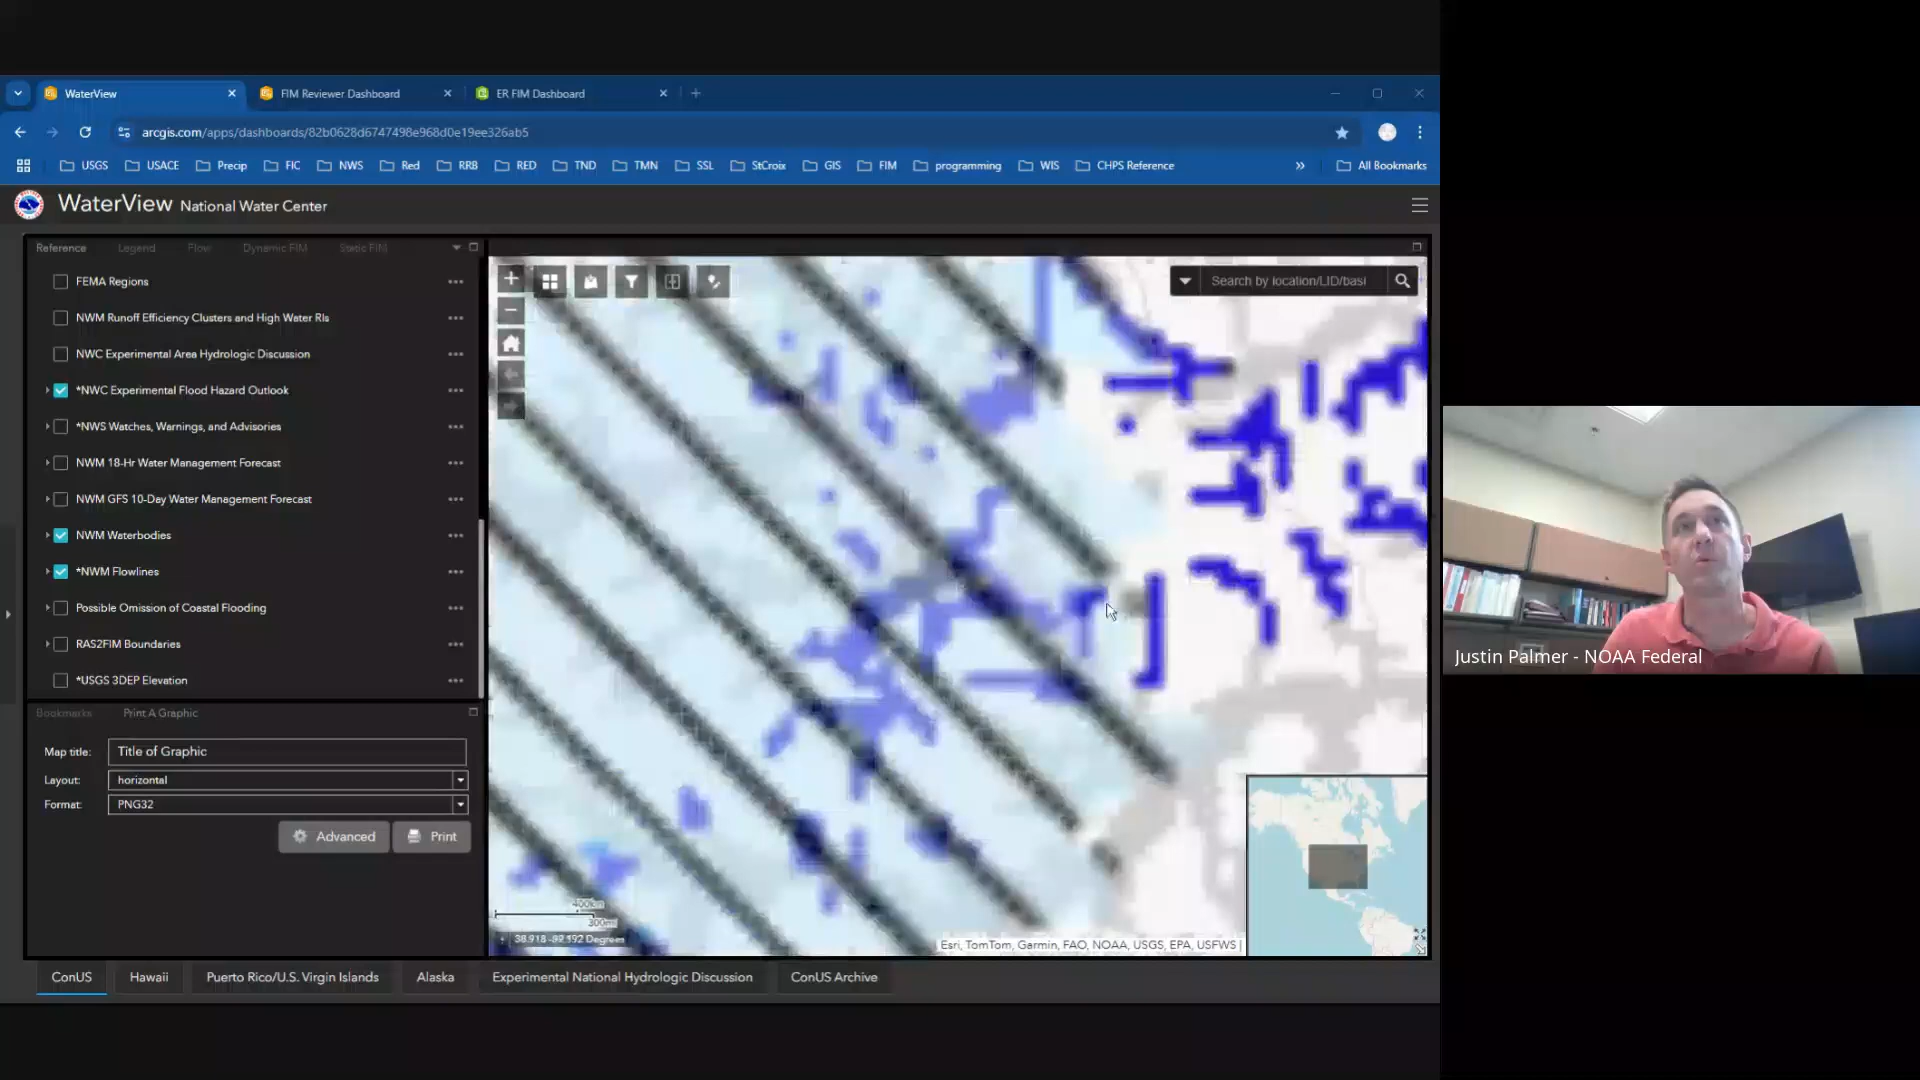 WaterView
FIM Reviewer Dashboard
ER FIM Dashboard
arcgis.com/apps/dashboards/82b0628d6747498e968d0e19ee326ab5
USGS
USACE
Precip
FIC
NWS
Red
RRB
RED
TND
TMN
SSL
StCroix
GIS
FIM
programming
WIS
CHPS Reference
»
All Bookmarks
WaterView National Water Center
Reference
Legend
Flow
Dynamic FIM
Static FIM
FEMA Regions
NWM Runoff Efficiency Clusters and High Water RIs
NWC Experimental Area Hydrologic Discussion
*NWC Experimental Flood Hazard Outlook
*NWS Watches, Warnings, and Advisories
NWM 18-Hr Water Management Forecast
NWM GFS 10-Day Water Management Forecast
NWM Waterbodies
*NWM Flowlines
Possible Omission of Coastal Flooding
RAS2FIM Boundaries
*USGS 3DEP Elevation
Search by location/LID/basi
Bookmarks
Print A Graphic
Map title: Title of Graphic
Layout: horizontal
Format: PNG32
Advanced
Print
400km
300mi
38.918 -92.192 Degrees
Esri, TomTom, Garmin, FAO, NOAA, USGS, EPA, USFWS |
ConUS
Hawaii
Puerto Rico/U.S. Virgin Islands
Alaska
Experimental National Hydrologic Discussion
ConUS Archive
Justin Palmer - NOAA Federal